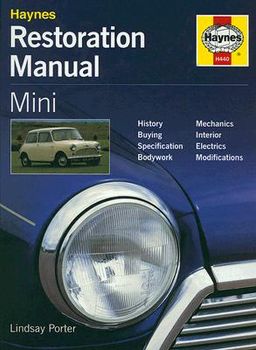 Haynes
Restoration
Manual
Mini
Haynes
H440
History
Buying
Specification
Bodywork
Mechanics
Interior
Electrics
Modifications
Lindsay Porter